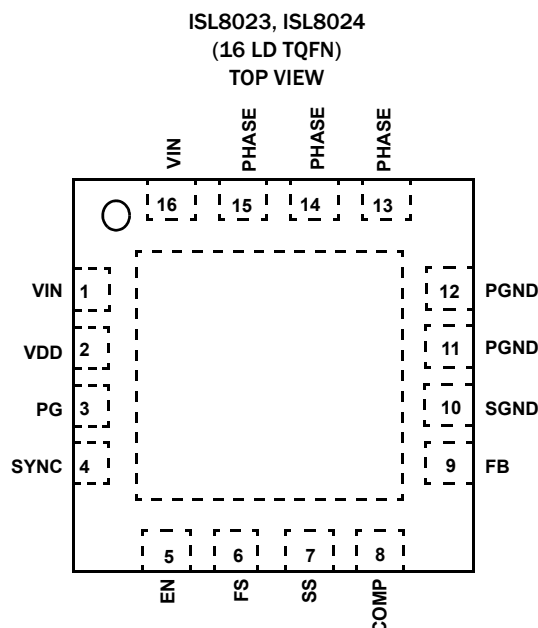 ISL8023, ISL8024
(16 LD TQFN)
TOP VIEW
VIN
PHASE
PHASE
PHASE
16
15
14
13
VIN 1
12 PGND
VDD 2
11 PGND
PG 3
10 SGND
SYNC 4
9 FB
5
6
7
8
EN
FS
SS
COMP